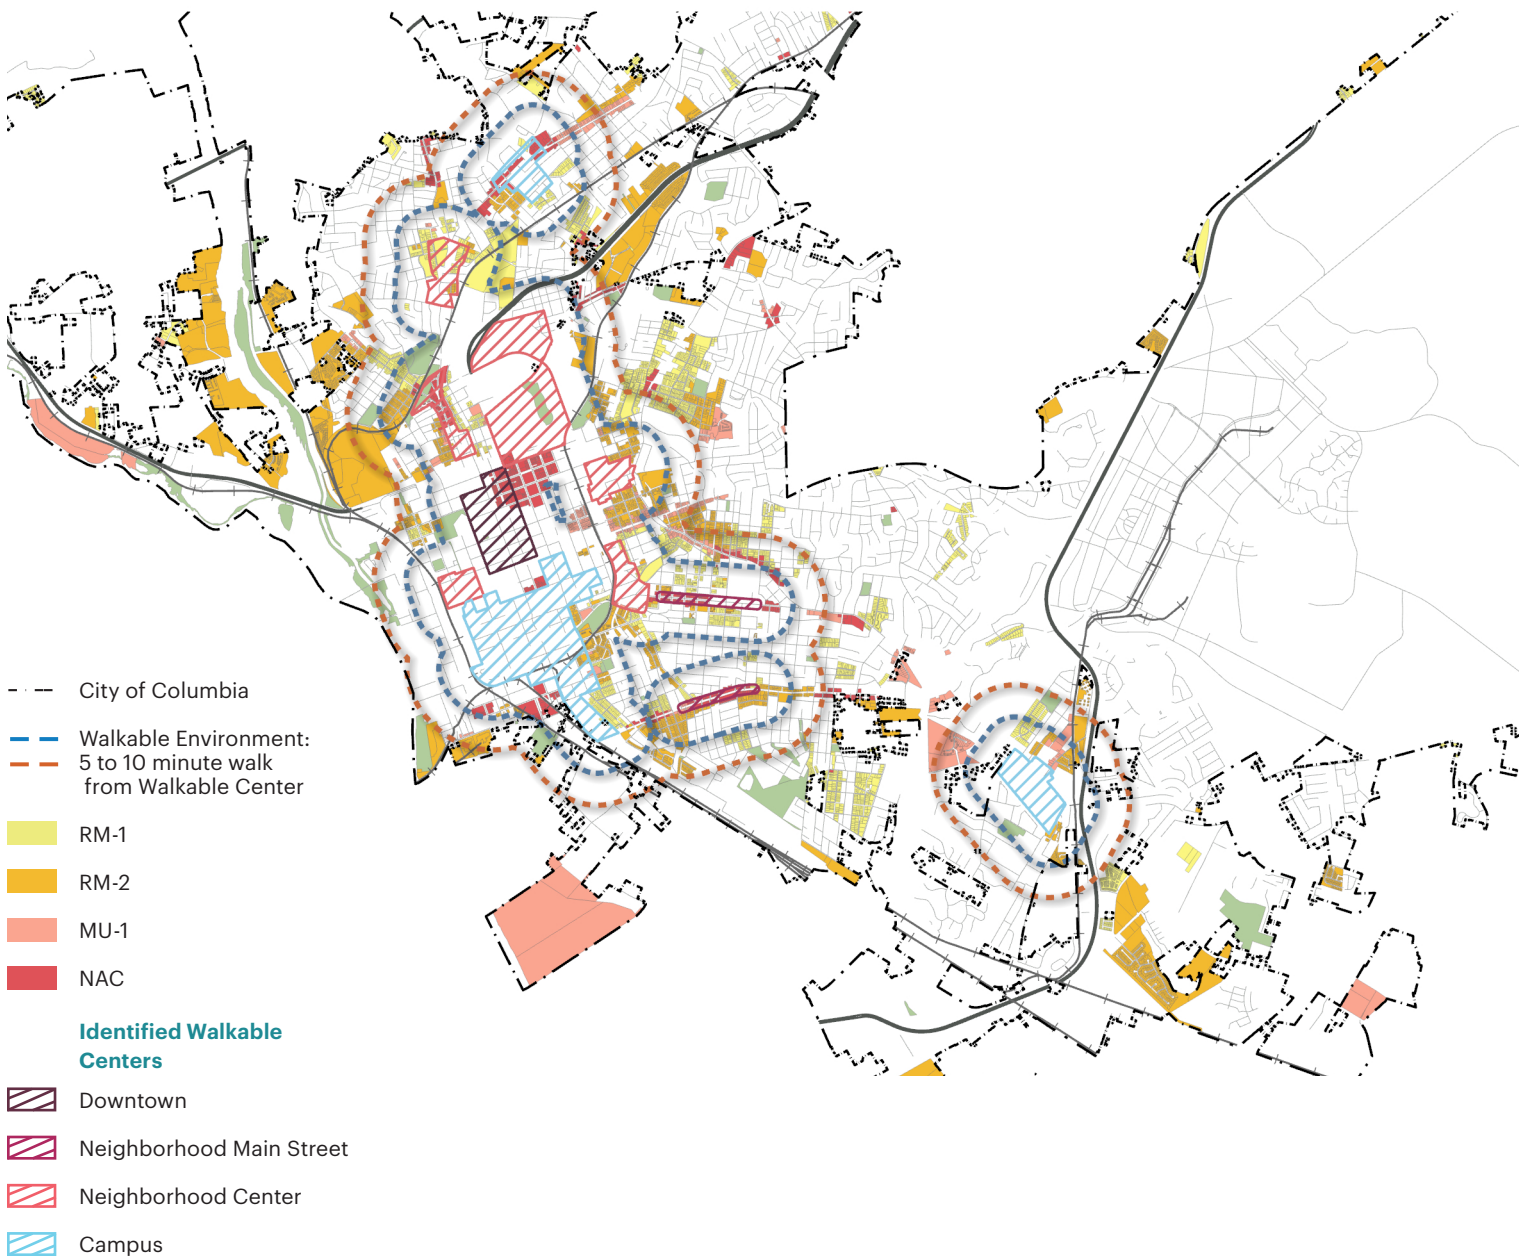 City of Columbia
Walkable Environment:
5 to 10 minute walk
from Walkable Center
RM-1
RM-2
MU-1
NAC
Identified Walkable
Centers
Downtown
Neighborhood Main Street
Neighborhood Center
Campus